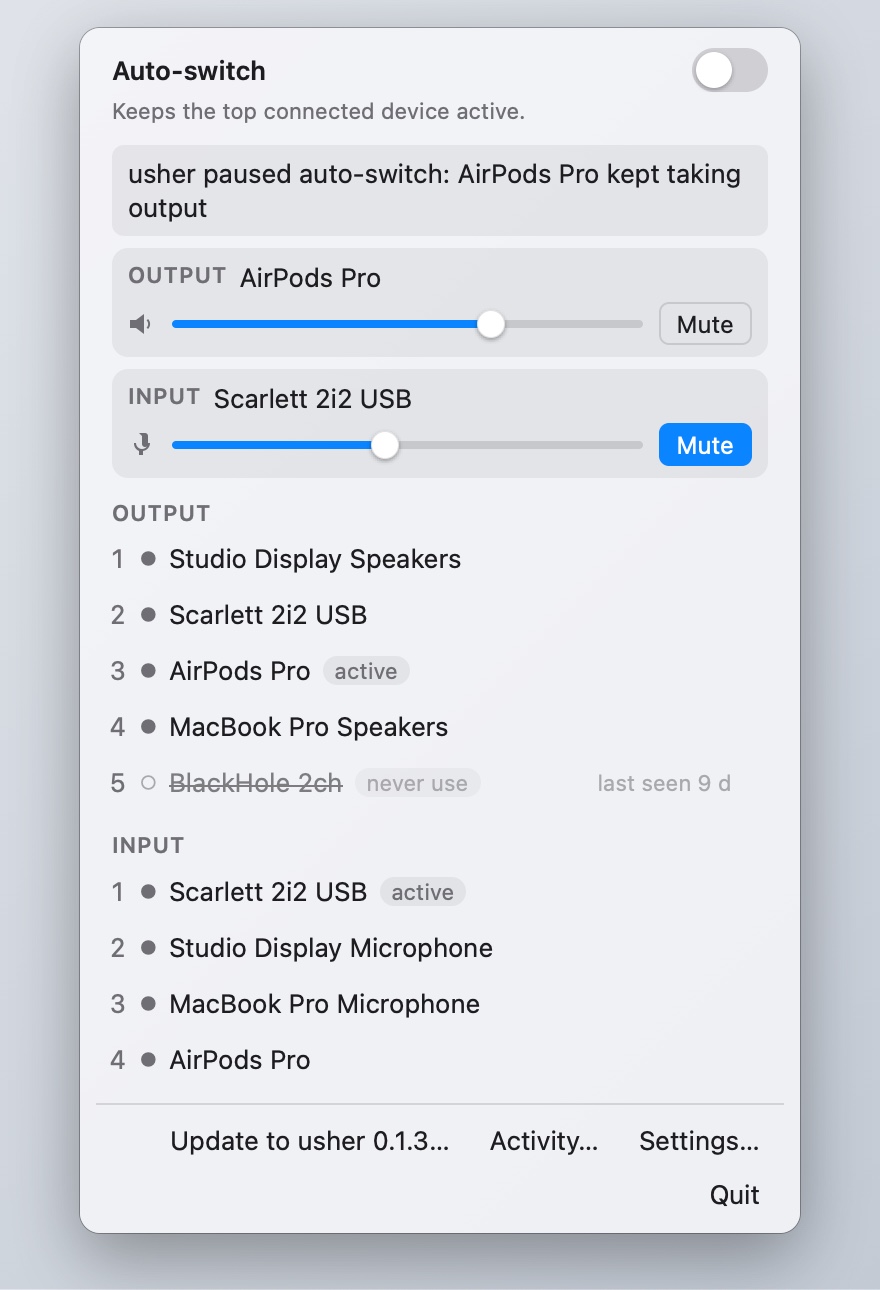 Auto-switch
Keeps the top connected device active.
usher paused auto-switch: AirPods Pro kept taking
output
OUTPUT AirPods Pro
Mute
INPUT Scarlett 2i2 USB
Mute
OUTPUT
1 Studio Display Speakers
2 Scarlett 2i2 USB
3 AirPods Pro active
4 MacBook Pro Speakers
5 BlackHole 2ch never use last seen 9 d
INPUT
1 Scarlett 2i2 USB active
2 Studio Display Microphone
3 MacBook Pro Microphone
4 AirPods Pro
Update to usher 0.1.3... Activity... Settings...
Quit